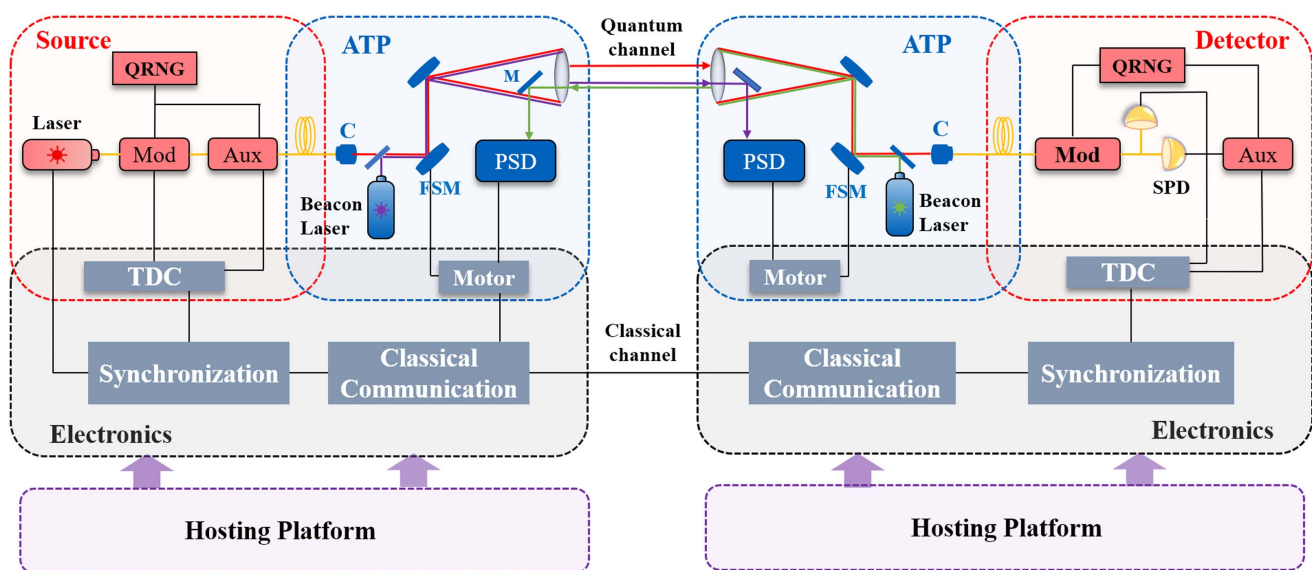 Source
QRNG
Laser
Mod
Aux
TDC
ATP
C
FSM
Beacon
Laser
M
PSD
Motor
Quantum
channel
ATP
PSD
FSM
C
Beacon
Laser
Motor
Detector
QRNG
Mod
SPD
Aux
TDC
Synchronization
Classical
Communication
Electronics
Classical
channel
Classical
Communication
Synchronization
Electronics
Hosting Platform
Hosting Platform